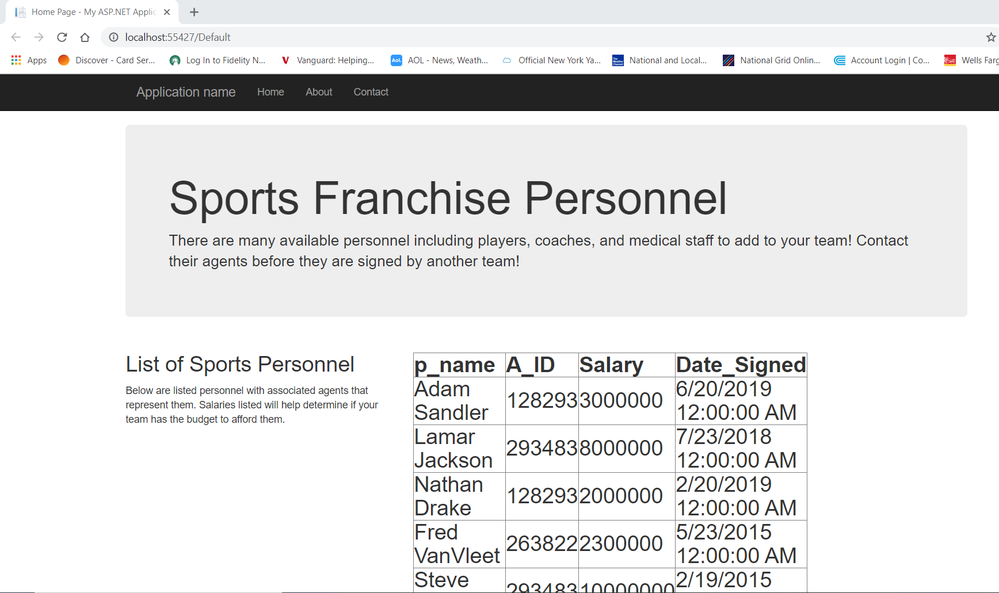 Home Page - My ASP.NET Applic
localhost:55427/Default
Apps Discover - Card Ser... Log In to Fidelity N... Vanguard: Helping... Aol. AOL - News, Weath... Official New York Ya... The Weather Channel National and Local... National Grid Onlin... Account Login | Co... Wells Farg
Application name Home About Contact
Sports Franchise Personnel
There are many available personnel including players, coaches, and medical staff to add to your team! Contact
their agents before they are signed by another team!
List of Sports Personnel
Below are listed personnel with associated agents that
represent them. Salaries listed will help determine if your
team has the budget to afford them.
p_name A_ID Salary Date_Signed
Adam Sandler 128293 3000000 6/20/2019 12:00:00 AM
Lamar Jackson 293483 8000000 7/23/2018 12:00:00 AM
Nathan Drake 128293 2000000 2/20/2019 12:00:00 AM
Fred VanVleet 263822 2300000 5/23/2015 12:00:00 AM
Steve 293483 10000000 2/19/2015